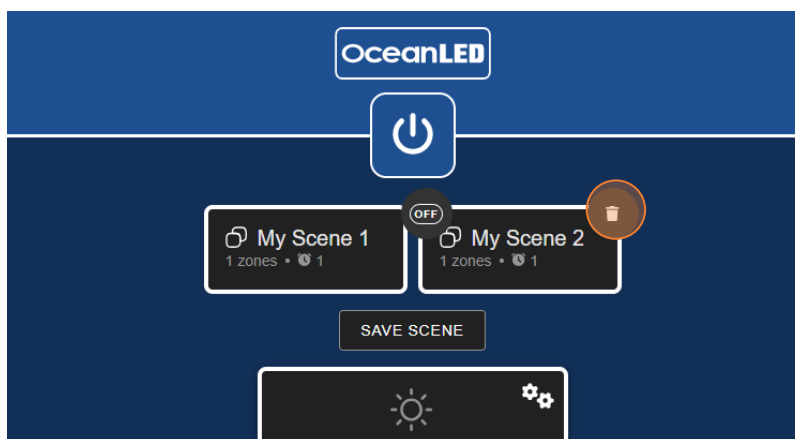 OceanLED
OFF
My Scene 1
1 zones • 1
My Scene 2
1 zones • 1
SAVE SCENE